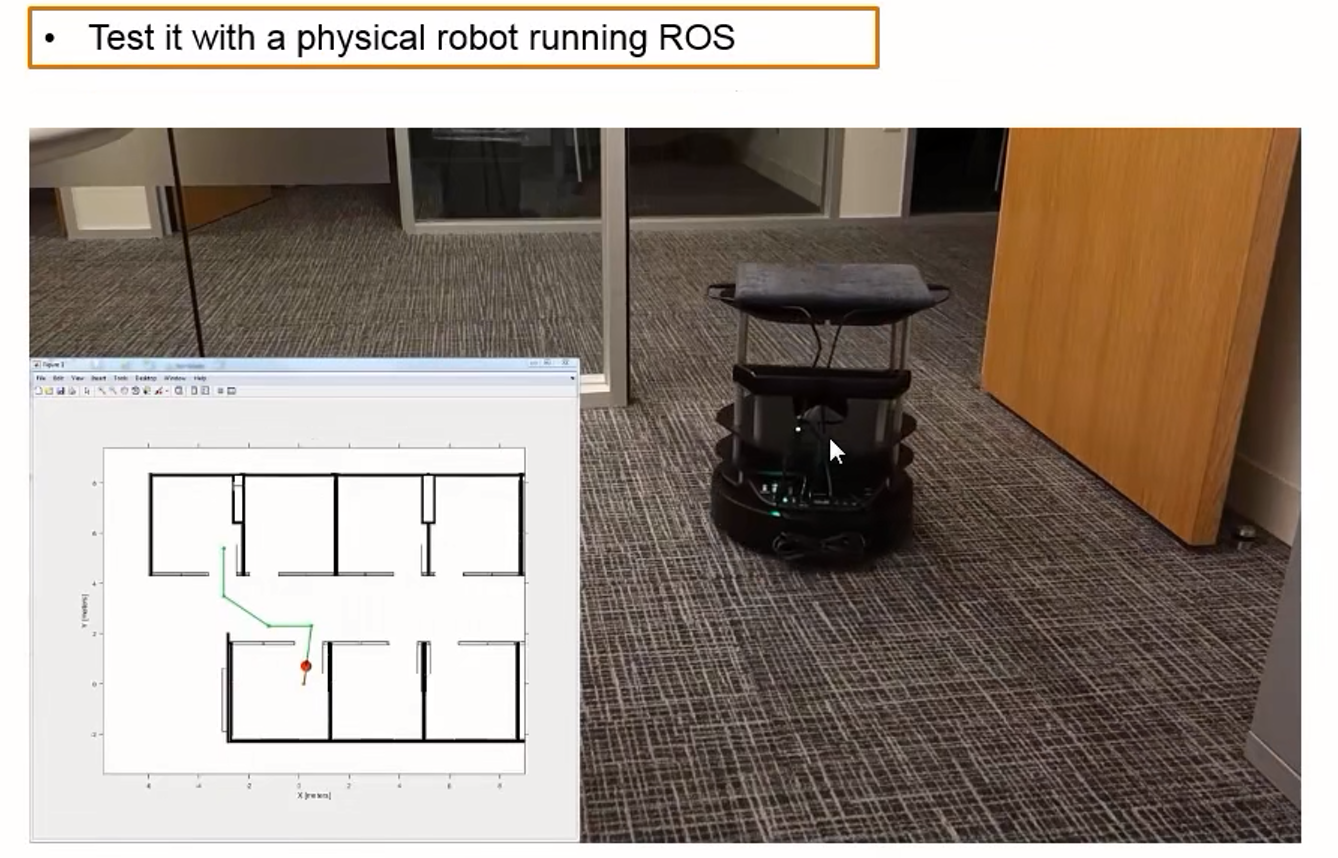 • Test it with a physical robot running ROS
Figure 1
File Edit View Insert Tools Desktop Window Help
Y [meters]
8
6
4
2
0
-2
-6 -4 -2 0 2 4 6 8
X [meters]